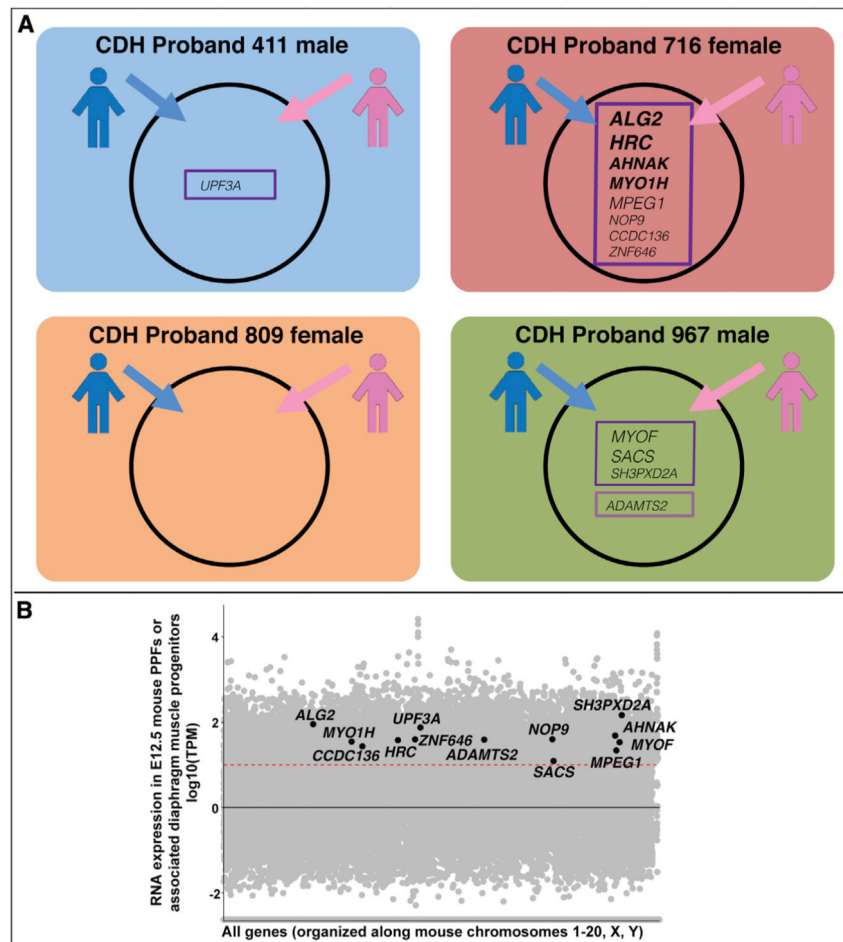 A
CDH Proband 411 male
UPF3A
CDH Proband 716 female
ALG2
HRC
AHNAK
MYO1H
MPEG1
NOP9
CCDC136
ZNF646
CDH Proband 809 female
CDH Proband 967 male
MYOF
SACS
SH3PXD2A
ADAMTS2
B
RNA expression in E12.5 mouse PPFs or
associated diaphragm muscle progenitors
log10(TPM)
4
2
0
-2
ALG2
MYO1H
CCDC136
HRC
UPF3A
ZNF646
ADAMTS2
NOP9
SACS
SH3PXD2A
AHNAK
MYOF
MPEG1
All genes (organized along mouse chromosomes 1-20, X, Y)